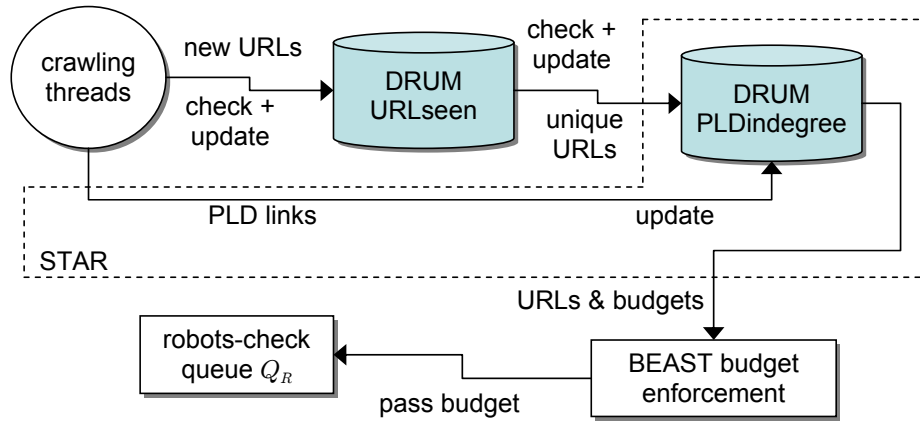 crawling
threads
new URLs
check +
update
DRUM
URLseen
check +
update
unique
URLs
DRUM
PLDindegree
PLD links
update
STAR
URLs & budgets
robots-check
queue Q_R
BEAST budget
enforcement
pass budget